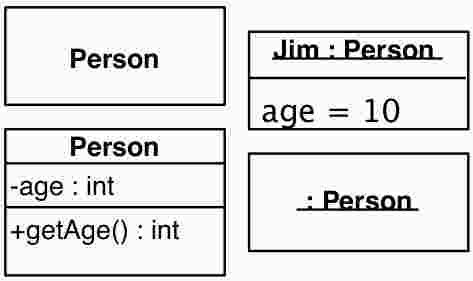 Person
Person
-age : int
+getAge() : int
Jim : Person
age = 10
: Person